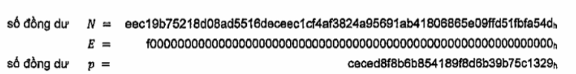 số đồng dư N = eec19b75218d08ad5516deceec1cf4af3824a95691ab41806865e09ffd51fbfa54dₕ
E = f00000000000000000000000000000000000000000000000000000000000000ₕ
số đồng dư p = ceced8f8b6b854189f8d6b39b75c1329ₕ